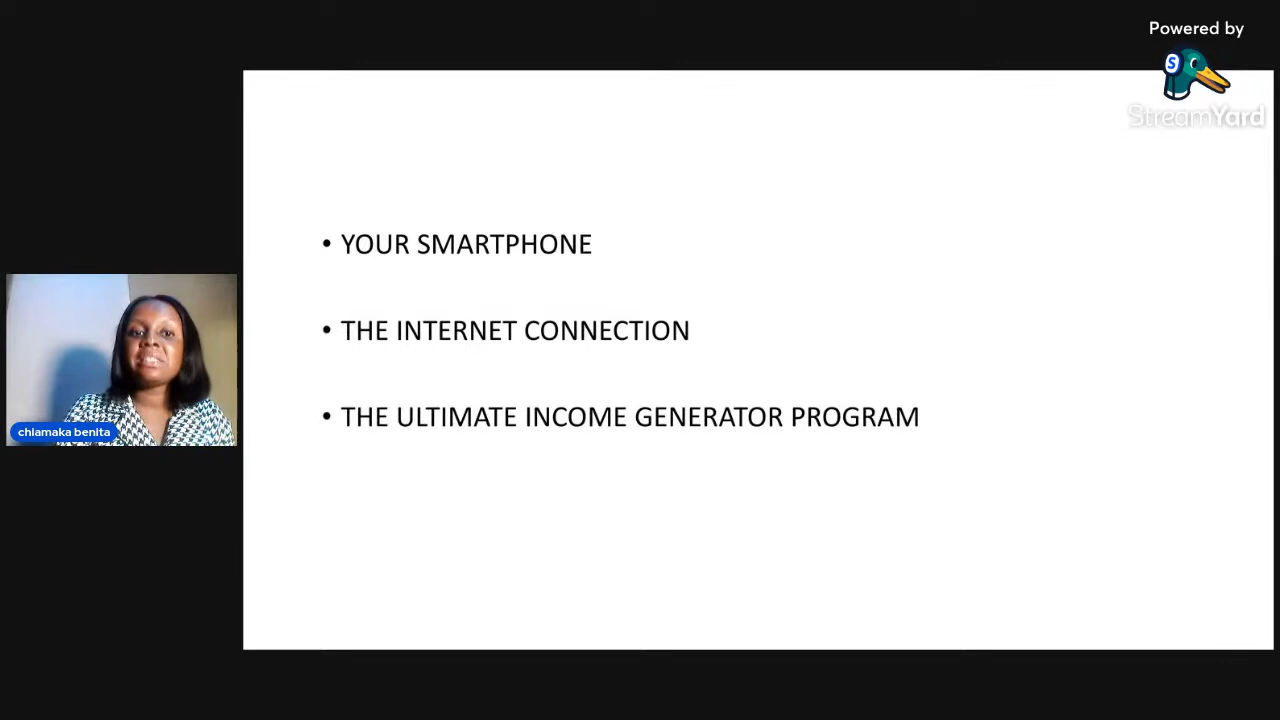 Powered by
S
StreamYard
• YOUR SMARTPHONE
• THE INTERNET CONNECTION
• THE ULTIMATE INCOME GENERATOR PROGRAM
chiamaka benita